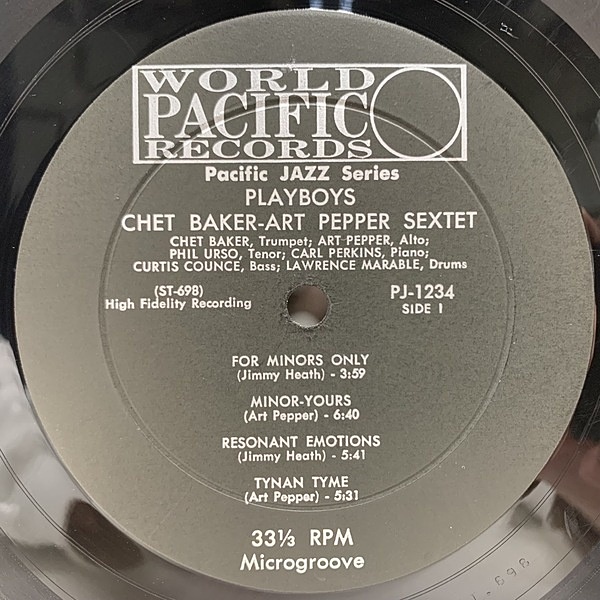 WORLD
PACIFIC
RECORDS
Pacific JAZZ Series
PLAYBOYS
CHET BAKER-ART PEPPER SEXTET
CHET BAKER, Trumpet; ART PEPPER, Alto;
PHIL URSO, Tenor; CARL PERKINS, Piano;
CURTIS COUNCE, Bass; LAWRENCE MARABLE, Drums
(ST-698)
High Fidelity Recording
PJ-1234
SIDE 1
FOR MINORS ONLY
(Jimmy Heath) - 3:59
MINOR-YOURS
(Art Pepper) - 6:40
RESONANT EMOTIONS
(Jimmy Heath) - 5:41
TYNAN TYME
(Art Pepper) - 5:31
33⅓ RPM
Microgroove